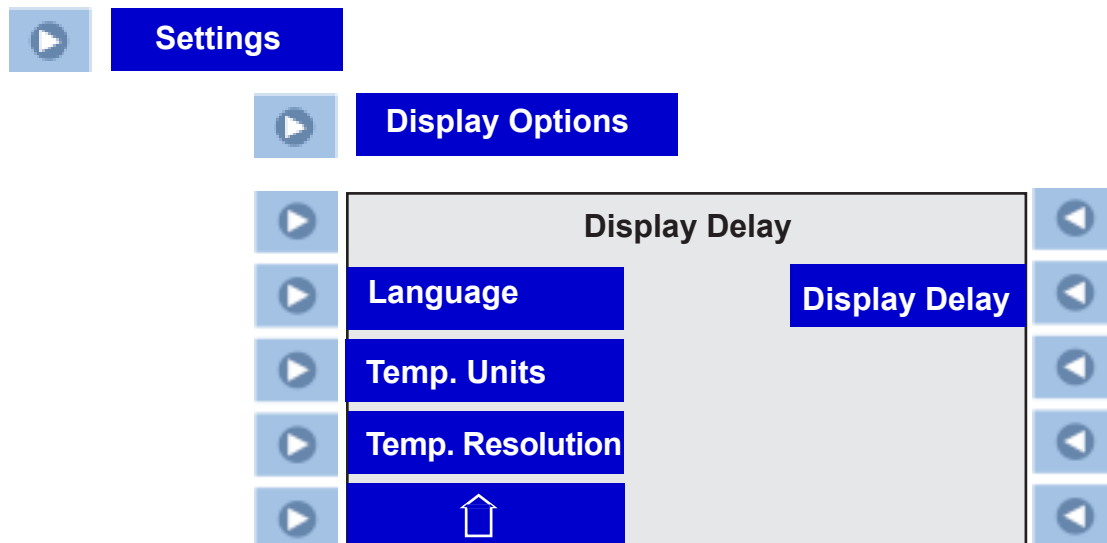 Settings
Display Options
Display Delay
Language
Display Delay
Temp. Units
Temp. Resolution